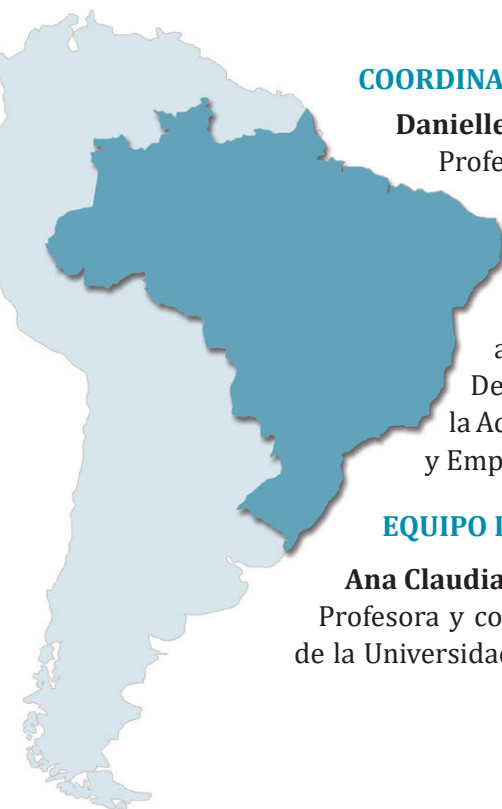 COORDINA
Danielle
Profe
a
De
la Ac
y Emp
EQUIPO I
Ana Claudia
Profesora y co
de la Universidad